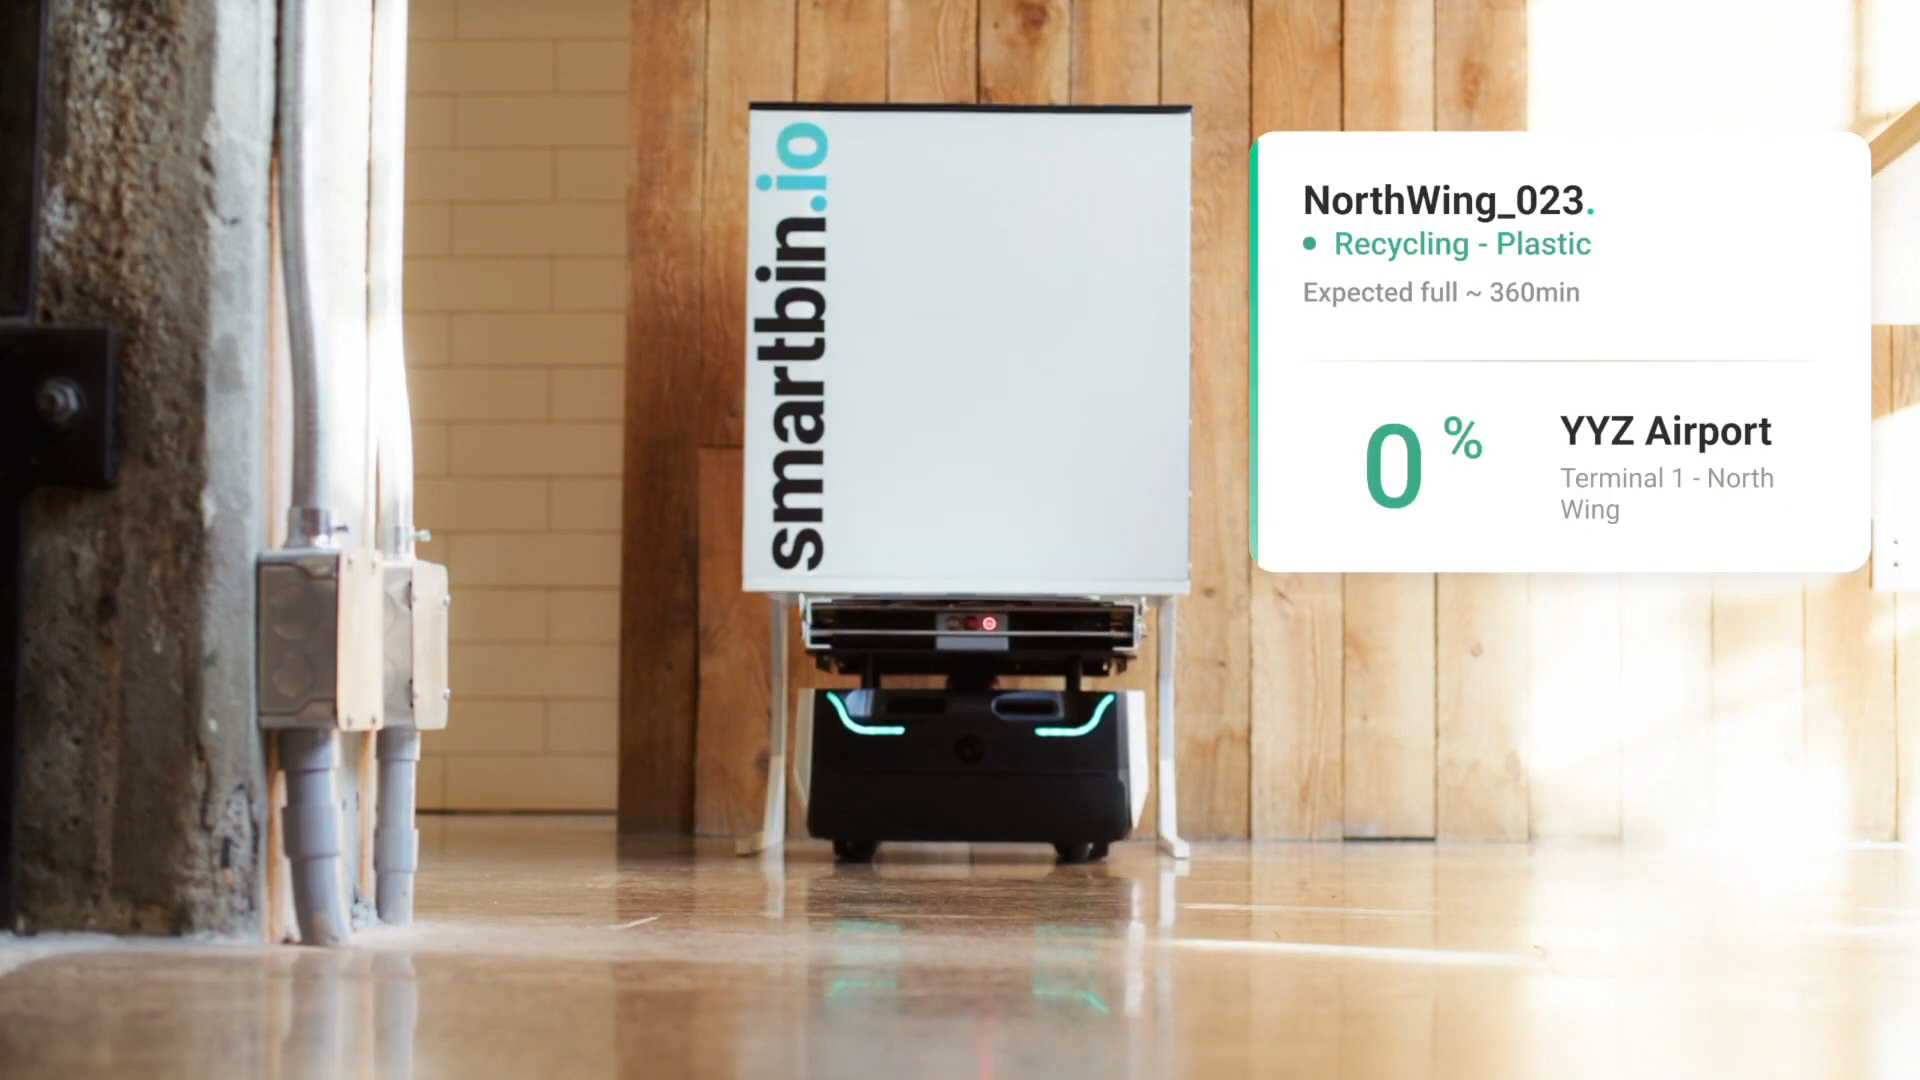 smartbin.io
NorthWing_023.
Recycling - Plastic
Expected full ~ 360min
0 %
YYZ Airport
Terminal 1 - North
Wing